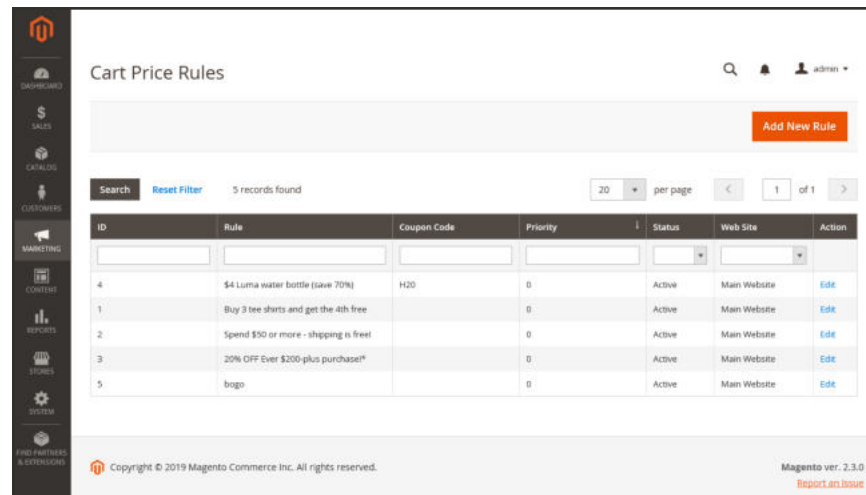 Cart Price Rules
admin
DASHBOARD
SALES
CATALOG
CUSTOMERS
MARKETING
CONTENT
REPORTS
STORES
SYSTEM
FIND PARTNERS
& EXTENSIONS
Add New Rule
Search Reset Filter 5 records found 20 per page 1 of 1
ID Rule Coupon Code Priority Status Web Site Action
4 $4 Luma water bottle (save 70%) H20 0 Active Main Website Edit
1 Buy 3 tee shirts and get the 4th free 0 Active Main Website Edit
2 Spend $50 or more - shipping is free! 0 Active Main Website Edit
3 20% OFF Ever $200-plus purchase!* 0 Active Main Website Edit
5 bogo 0 Active Main Website Edit
Copyright © 2019 Magento Commerce Inc. All rights reserved.
Magento ver. 2.3.0
Report an Issue